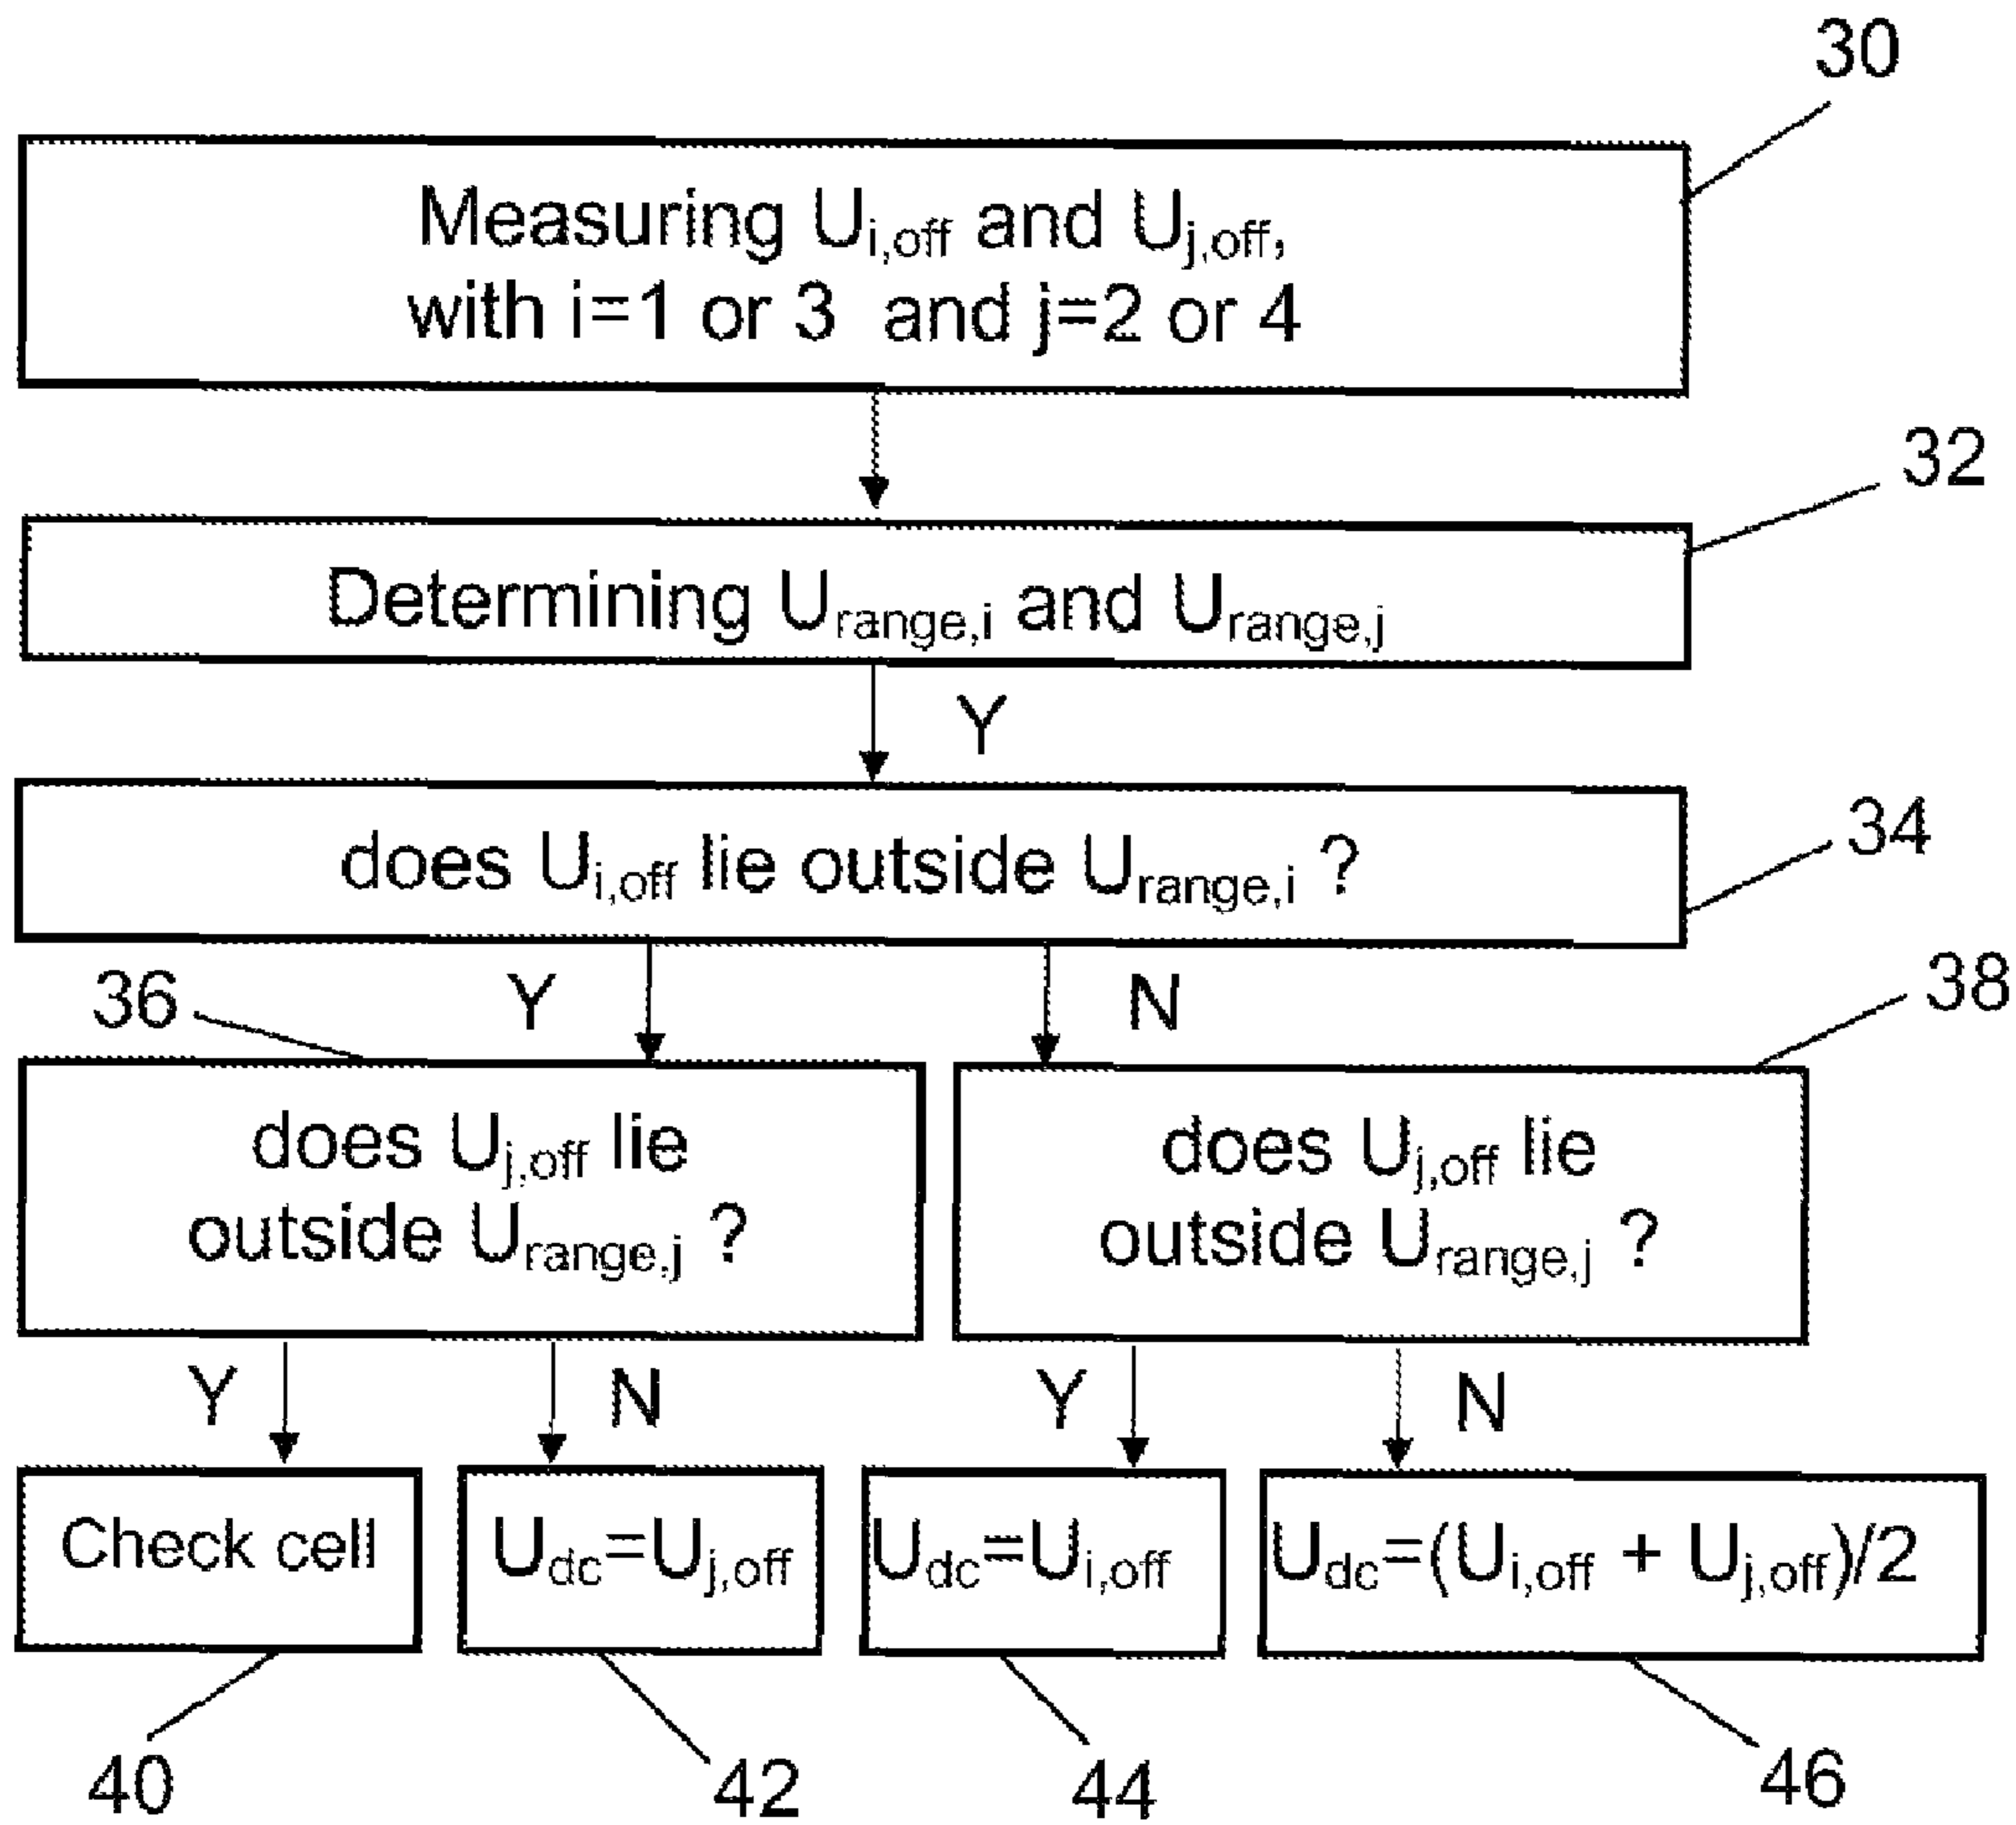 30
Measuring Ui,off and Uj,off,
with i=1 or 3 and j=2 or 4
32
Determining Urange,i and Urange,j
Y
does Ui,off lie outside Urange,i ?
34
36
Y
N
38
does Uj,off lie
outside Urange,j ?
does Uj,off lie
outside Urange,j ?
Y
N
Y
N
Check cell
Udc=Uj,off
Udc=Ui,off
Udc=(Ui,off + Uj,off)/2
40
42
44
46